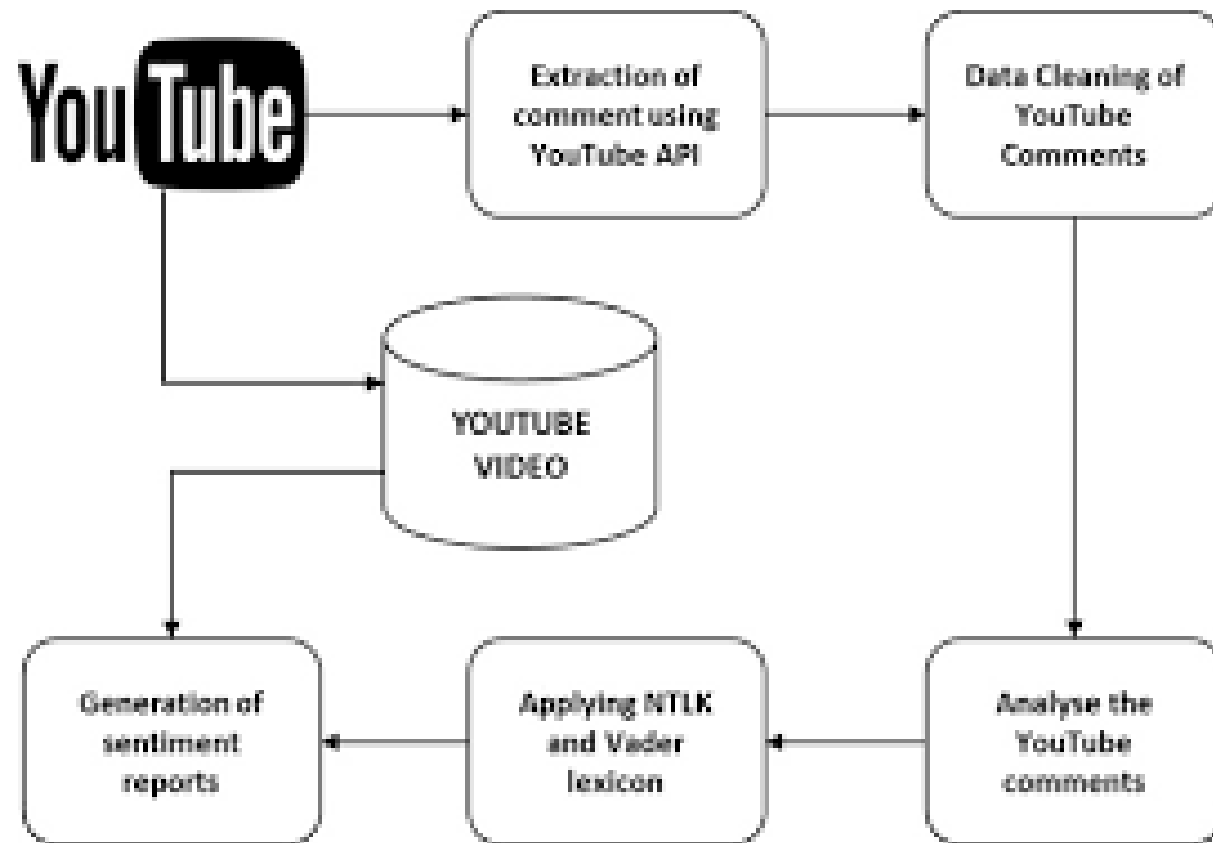 YouTube
Extraction of
comment using
YouTube API
Data Cleaning of
YouTube
Comments
YOUTUBE
VIDEO
Generation of
sentiment
reports
Applying NTLK
and Vader
lexicon
Analyse the
YouTube
comments